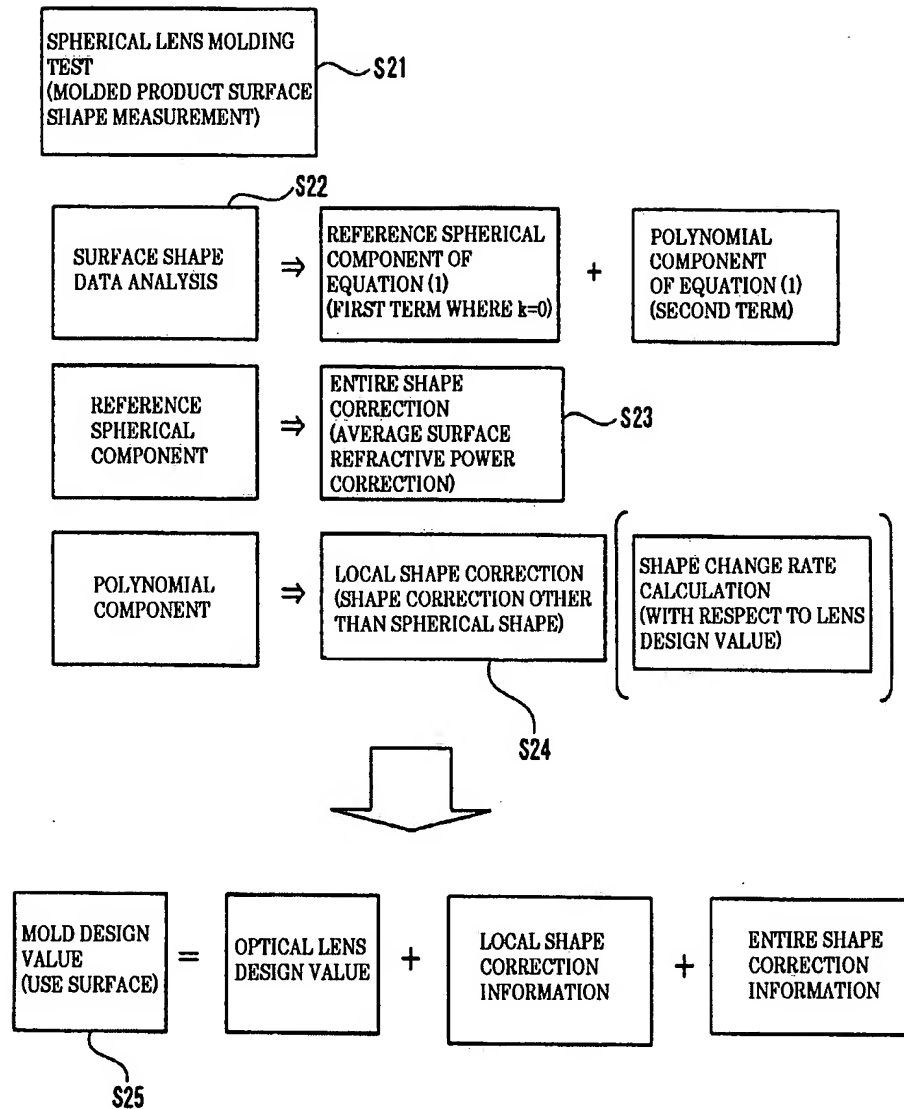 SPHERICAL LENS MOLDING
TEST
(MOLDED PRODUCT SURFACE
SHAPE MEASUREMENT)
S21
S22
SURFACE SHAPE
DATA ANALYSIS
⇒
REFERENCE SPHERICAL
COMPONENT OF
EQUATION (1)
(FIRST TERM WHERE k=0)
+
POLYNOMIAL
COMPONENT
OF EQUATION (1)
(SECOND TERM)
REFERENCE
SPHERICAL
COMPONENT
⇒
ENTIRE SHAPE
CORRECTION
(AVERAGE SURFACE
REFRACTIVE POWER
CORRECTION)
S23
POLYNOMIAL
COMPONENT
⇒
LOCAL SHAPE CORRECTION
(SHAPE CORRECTION OTHER
THAN SPHERICAL SHAPE)
SHAPE CHANGE RATE
CALCULATION
(WITH RESPECT TO LENS
DESIGN VALUE)
S24
MOLD DESIGN
VALUE
(USE SURFACE)
=
OPTICAL LENS
DESIGN VALUE
+
LOCAL SHAPE
CORRECTION
INFORMATION
+
ENTIRE SHAPE
CORRECTION
INFORMATION
S25